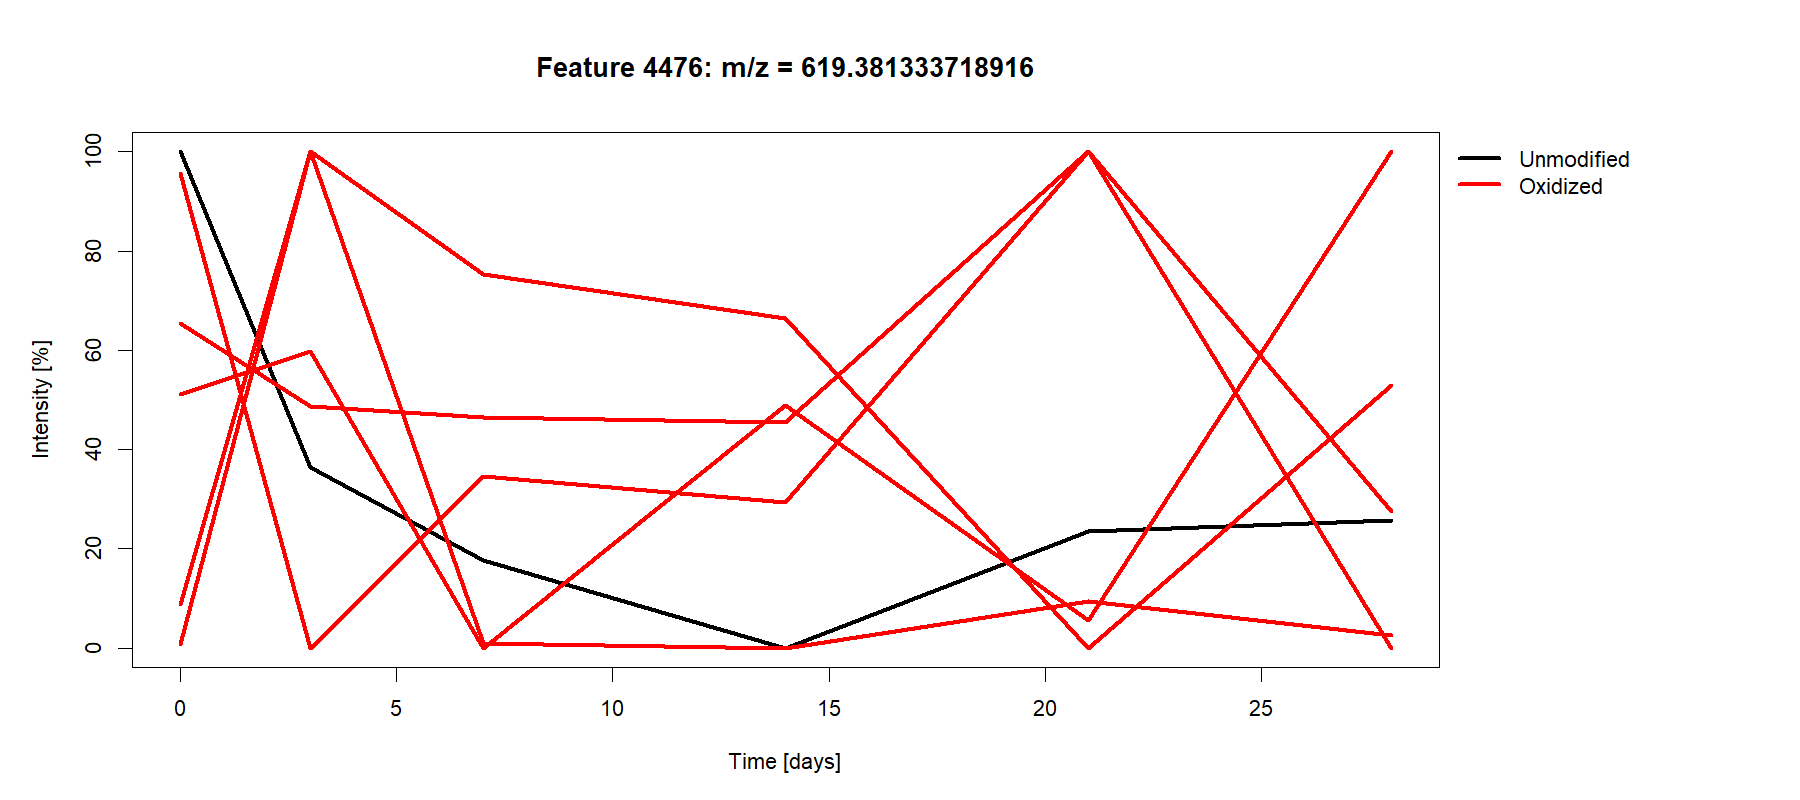 Feature 4476: m/z = 619.381333718916
Unmodified
Oxidized
Intensity [%]
100
80
60
40
20
0
0 5 10 15 20 25
Time [days]